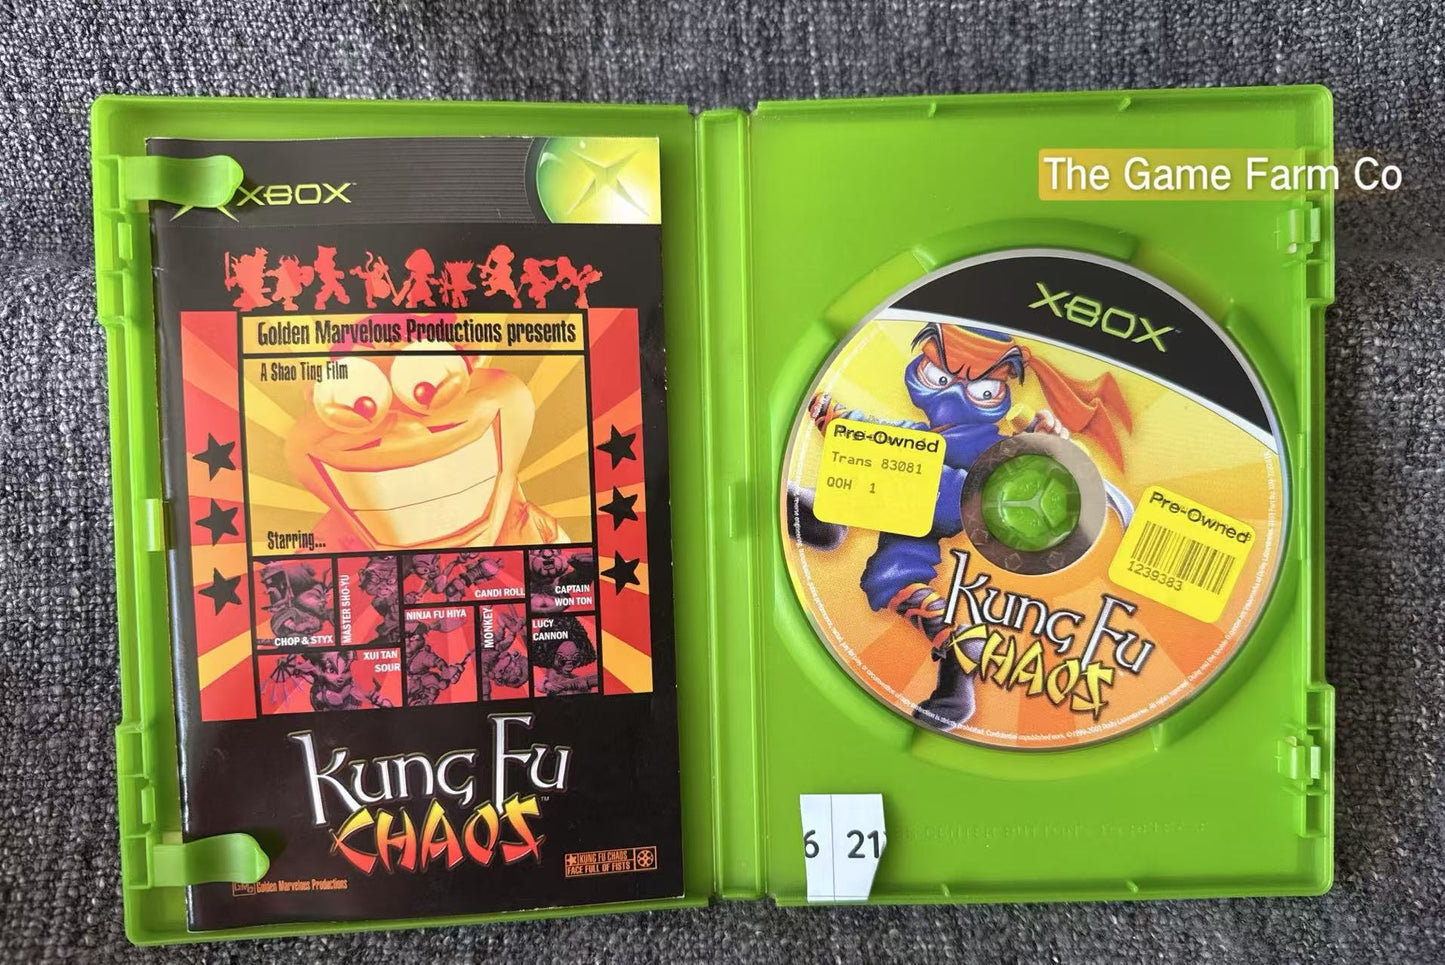 The Game Farm Co
XBOX
Golden Marvelous Productions presents
A Shao Ting Film
Starring...
CHOP & STYX
MASTER SHO-YU
CANDI ROLL
CAPTAIN
WON TON
XUI TAN
SOUR
NINJA FU HIYA
MONKEY
LUCY
CANNON
Kung Fu
CHAOS
TM
Golden Marvelous Productions
KUNG FU CHAOS
FACE FULL OF FISTS
XBOX
Pre-Owned
Trans 83081
QOH 1
Pre-Owned
1239383
Kung Fu
CHAOS
6 21